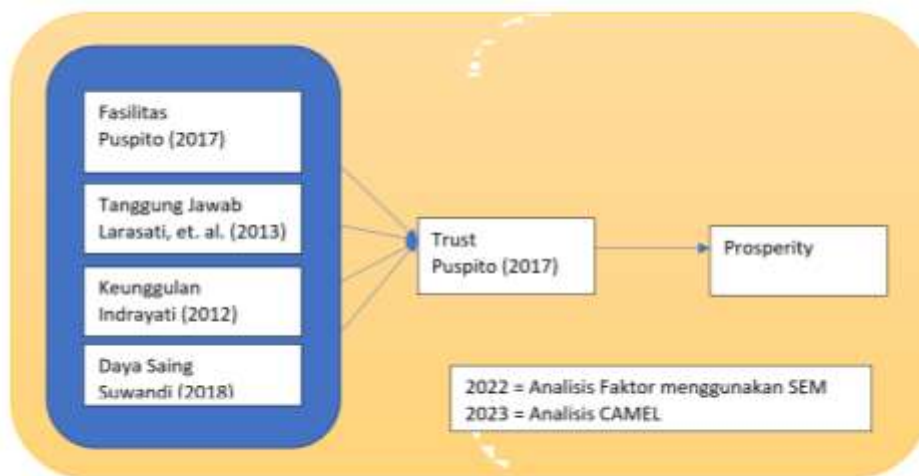 Fasilitas
Puspito (2017)
Tanggung Jawab
Larasati, et. al. (2013)
Keunggulan
Indrayati (2012)
Daya Saing
Suwandi (2018)
Trust
Puspito (2017)
Prosperity
2022 = Analisis Faktor menggunakan SEM
2023 = Analisis CAMEL